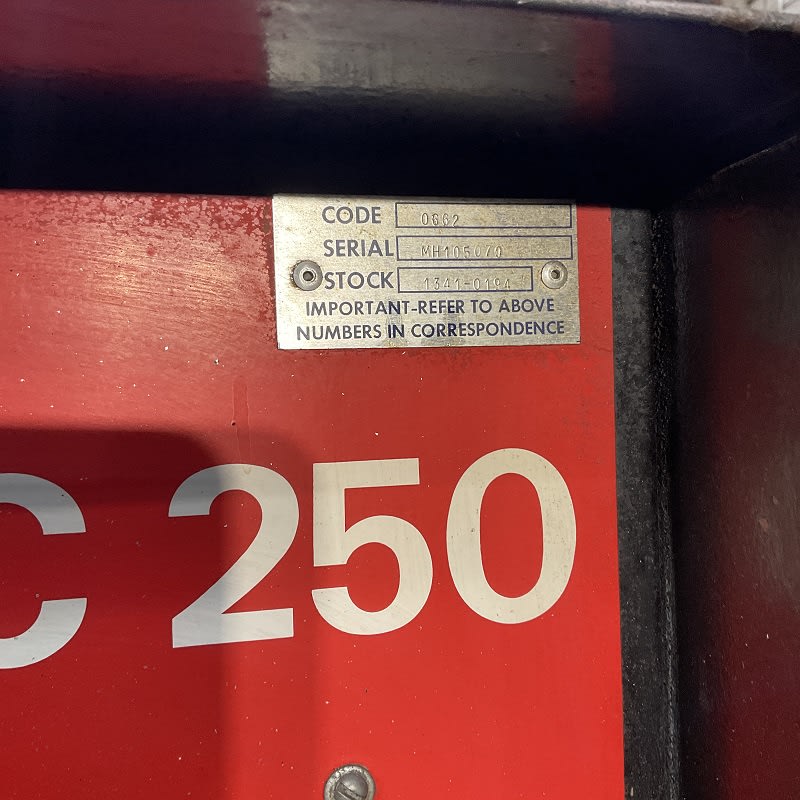 CODE 0662
SERIAL MH105070
STOCK 1341-0194
IMPORTANT-REFER TO ABOVE
NUMBERS IN CORRESPONDENCE
C 250